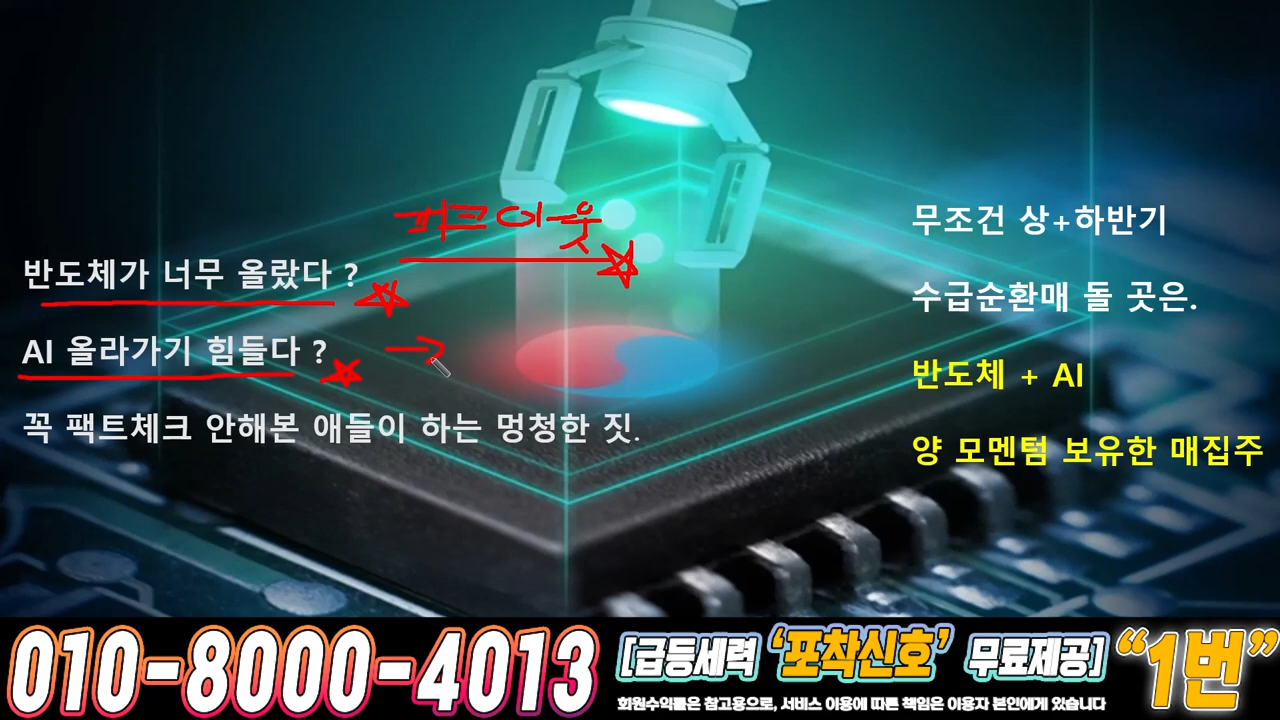 커크이웃
반도체가 너무 올랐다 ?
AI 올라가기 힘들다 ?
꼭 팩트체크 안해본 애들이 하는 멍청한 짓.
무조건 상+하반기
수급순환매 돌 곳은.
반도체 + AI
양 모멘텀 보유한 매집주
010-8000-4013
[급등세력 '포착신호' 무료제공] "1번"
회원수익률은 참고용으로, 서비스 이용에 따른 책임은 이용자 본인에게 있습니다